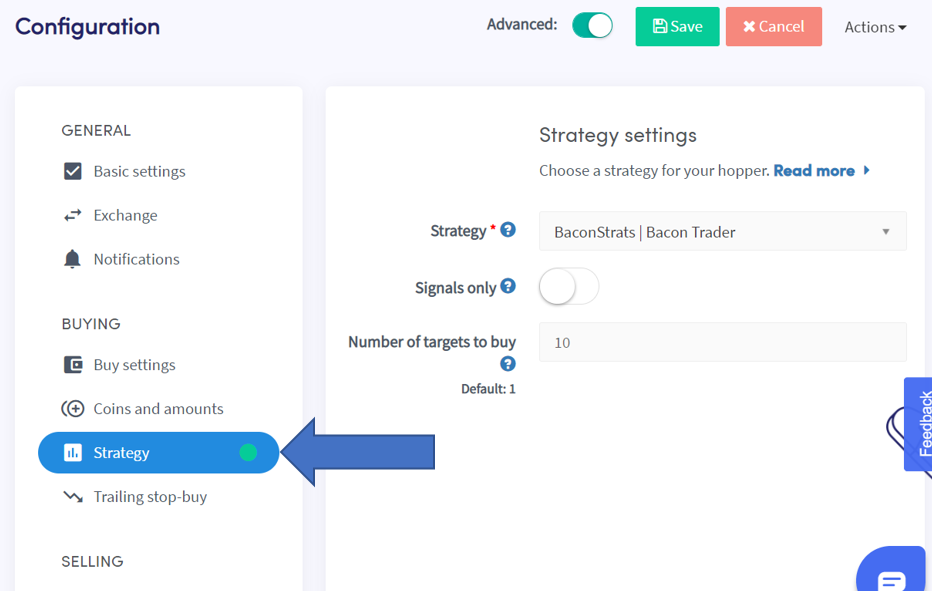 Configuration
Advanced:
Save
Cancel
Actions
GENERAL
Basic settings
Exchange
Notifications
BUYING
Buy settings
Coins and amounts
Strategy
Trailing stop-buy
SELLING
Strategy settings
Choose a strategy for your hopper. Read more
Strategy *
BaconStrats | Bacon Trader
Signals only
Number of targets to buy
10
Default: 1
Feedback